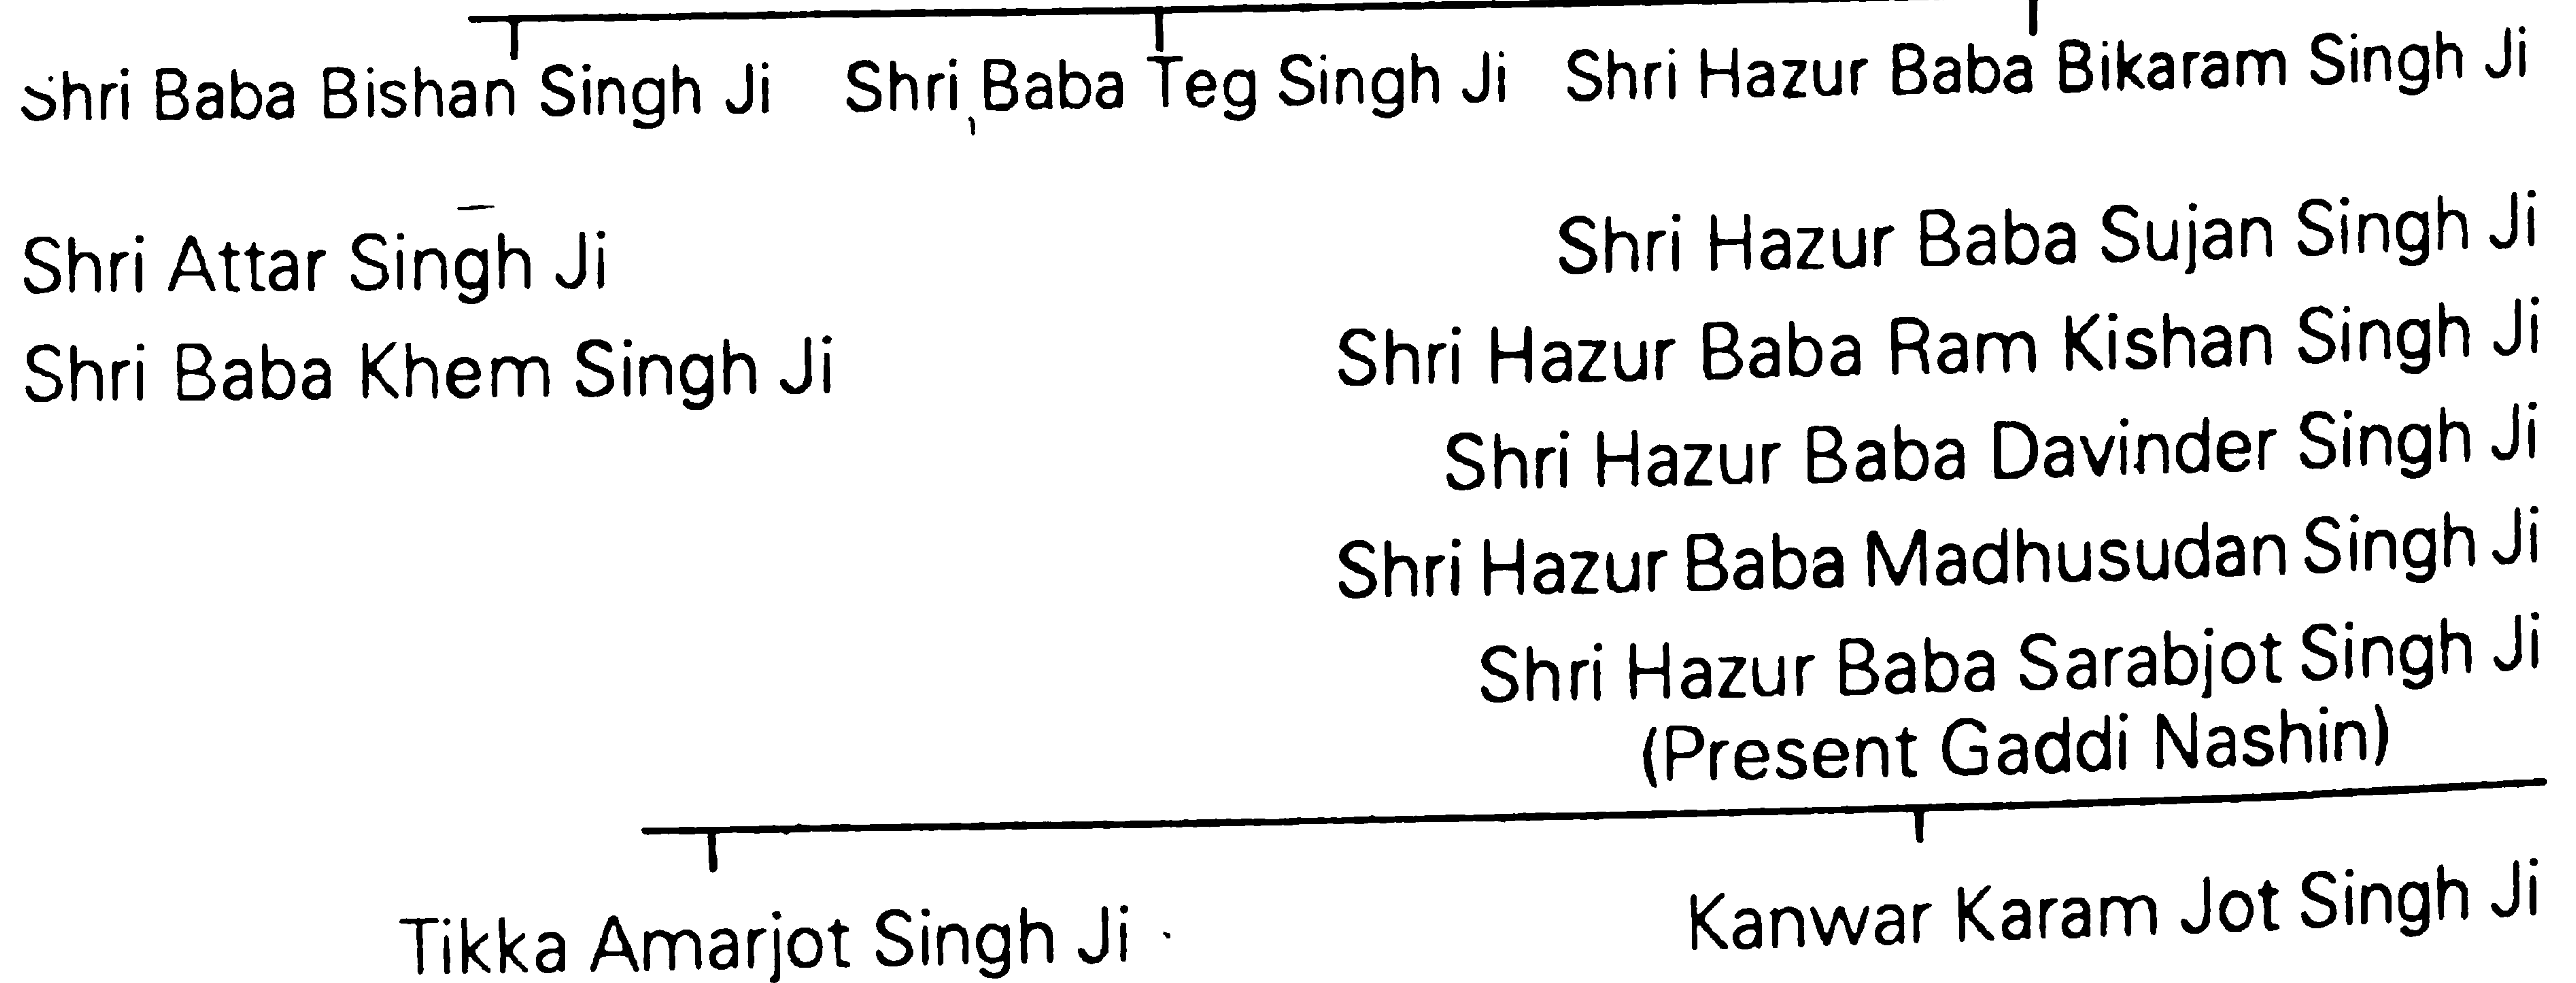 Shri Baba Bishan Singh Ji Shri Baba Teg Singh Ji Shri Hazur Baba Bikaram Singh Ji
Shri Attar Singh Ji Shri Hazur Baba Sujan Singh Ji
Shri Baba Khem Singh Ji Shri Hazur Baba Ram Kishan Singh Ji
Shri Hazur Baba Davinder Singh Ji
Shri Hazur Baba Madhusudan Singh Ji
Shri Hazur Baba Sarabjot Singh Ji
(Present Gaddi Nashin)
Tikka Amarjot Singh Ji Kanwar Karam Jot Singh Ji